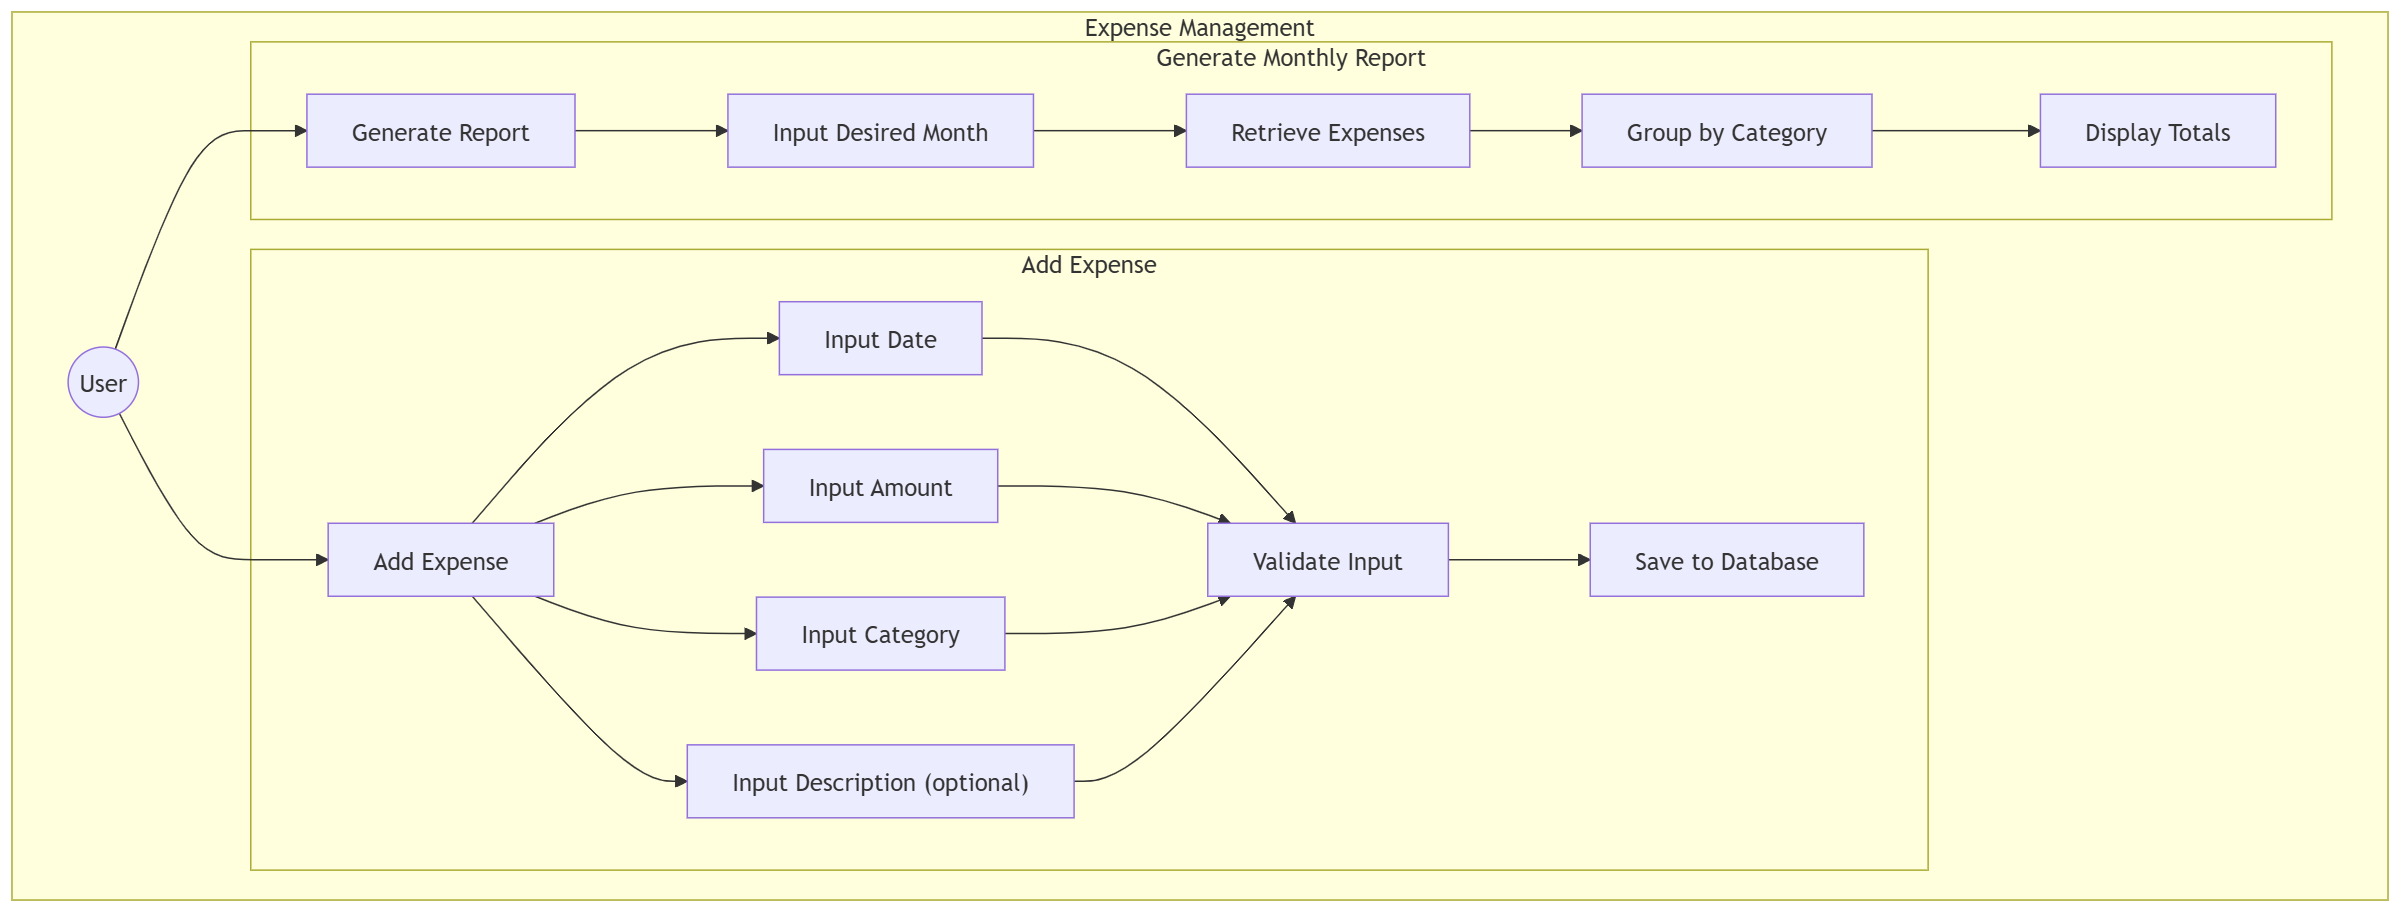 Expense Management
Generate Monthly Report
Generate Report
Input Desired Month
Retrieve Expenses
Group by Category
Display Totals
Add Expense
User
Input Date
Input Amount
Add Expense
Validate Input
Save to Database
Input Category
Input Description (optional)